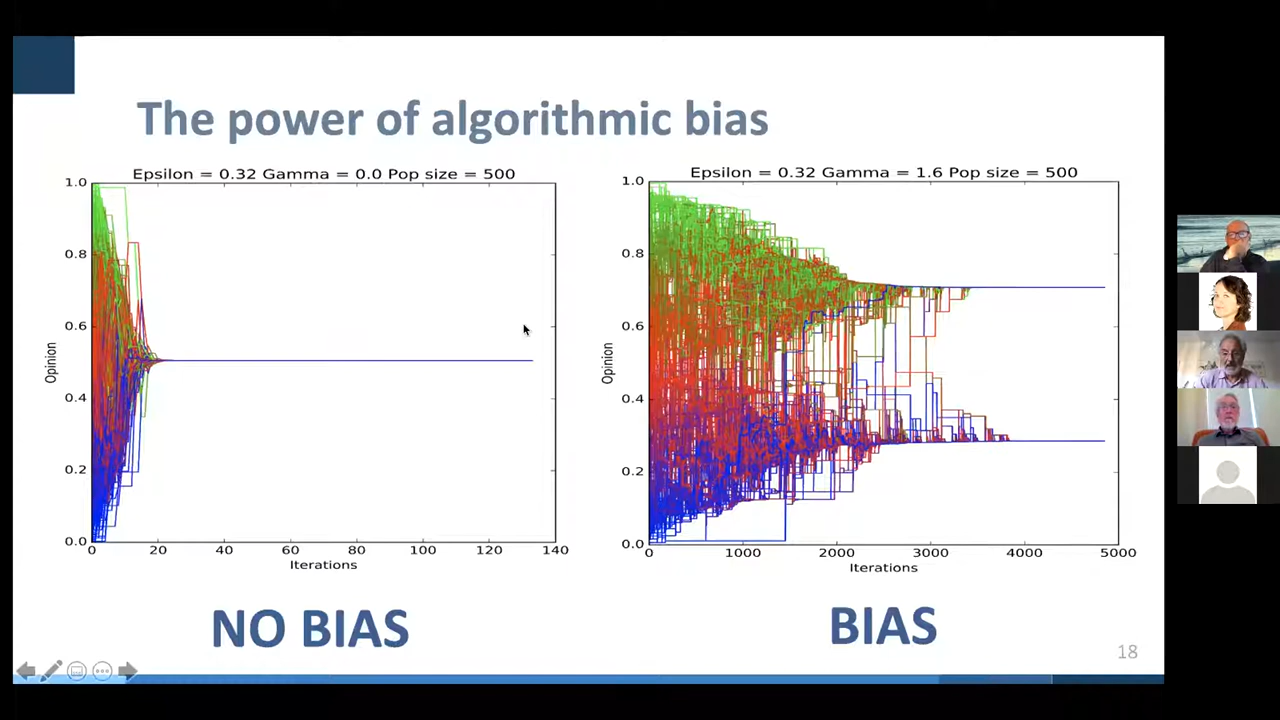 The power of algorithmic bias
Epsilon = 0.32 Gamma = 0.0 Pop size = 500
1.0
0.8
0.6
0.4
0.2
0.0
Opinion
0 20 40 60 80 100 120 140
Iterations
NO BIAS
Epsilon = 0.32 Gamma = 1.6 Pop size = 500
1.0
0.8
0.6
0.4
0.2
0.0
Opinion
0 1000 2000 3000 4000 5000
Iterations
BIAS
18